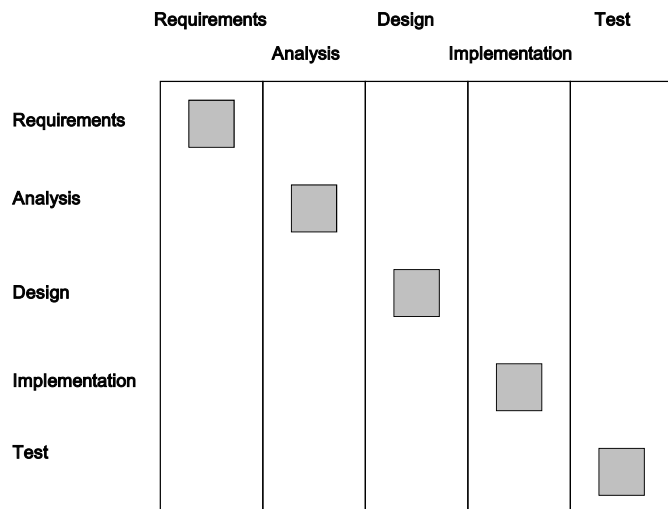 Requirements Design Test
Analysis Implementation
Requirements
Analysis
Design
Implementation
Test